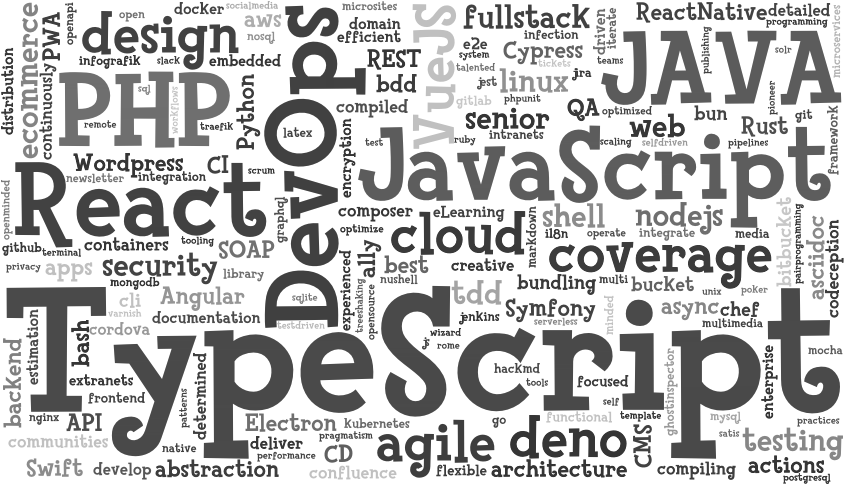 ecommerce
distribution
continuously
PWA
openapi
open
docker
socialmedia
aws
nosql
microsites
domain
efficient
fullstack
infection
driven
iterate
ReactNative
detailed
programming
microservices
design
infografik
slack
embedded
DevOps
REST
bdd
VueJS
e2e
system
talented
Cypress
tickets
teams
JAVA
publishing
solr
PHP
sql
workflows
remote
traefik
Python
latex
compiled
jest
linux
jra
gitlab
phpunit
QA
optimized
bun
pioneer
git
framework
senior
web
Rust
test
JavaScript
ruby
intranets
scaling
selfdriven
pipelines
Wordpress
CI
scrum
newsletter
integration
encryption
openminded
React
graphql
composer
eLearning
markdown
shell
nodejs
bitbucket
pairprogramming
asciidoc
codeception
optimize
cloud
i18n
operate
integrate
media
github
terminal
containers
tooling
SOAP
experienced
a11y
coverage
privacy
apps
security
library
best
creative
nushell
mongodb
bundling
multi
bucket
unix
poker
cli
varnish
Angular
sqlite
treeshaking
opensource
tdd
Symfony
minded
async
chef
cordova
documentation
testdriven
jenkins
serverless
multimedia
backend
estimation
bash
TypeScript
js
wizard
rome
mocha
extranets
hackmd
tools
focused
ghostinspector
enterprise
frontend
patterns
determined
self
nginx
API
Electron
Kubernetes
go
functional
template
mysql
practices
communities
native
deliver
pragmatism
agile
deno
CMS
satis
testing
performance
CD
Swift
develop
abstraction
confluence
flexible
architecture
compiling
actions
postgresql